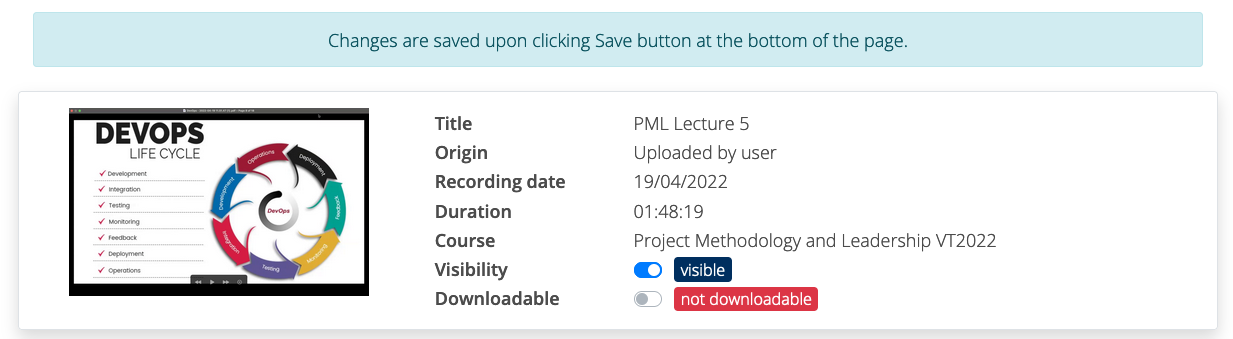 Changes are saved upon clicking Save button at the bottom of the page.
DEVOPS
LIFE CYCLE
Development
Integration
Testing
Monitoring
Feedback
Deployment
Operations
Operations
Deployment
Feedback
Monitoring
Testing
Integration
Development
DevOps
Title PML Lecture 5
Origin Uploaded by user
Recording date 19/04/2022
Duration 01:48:19
Course Project Methodology and Leadership VT2022
Visibility visible
Downloadable not downloadable